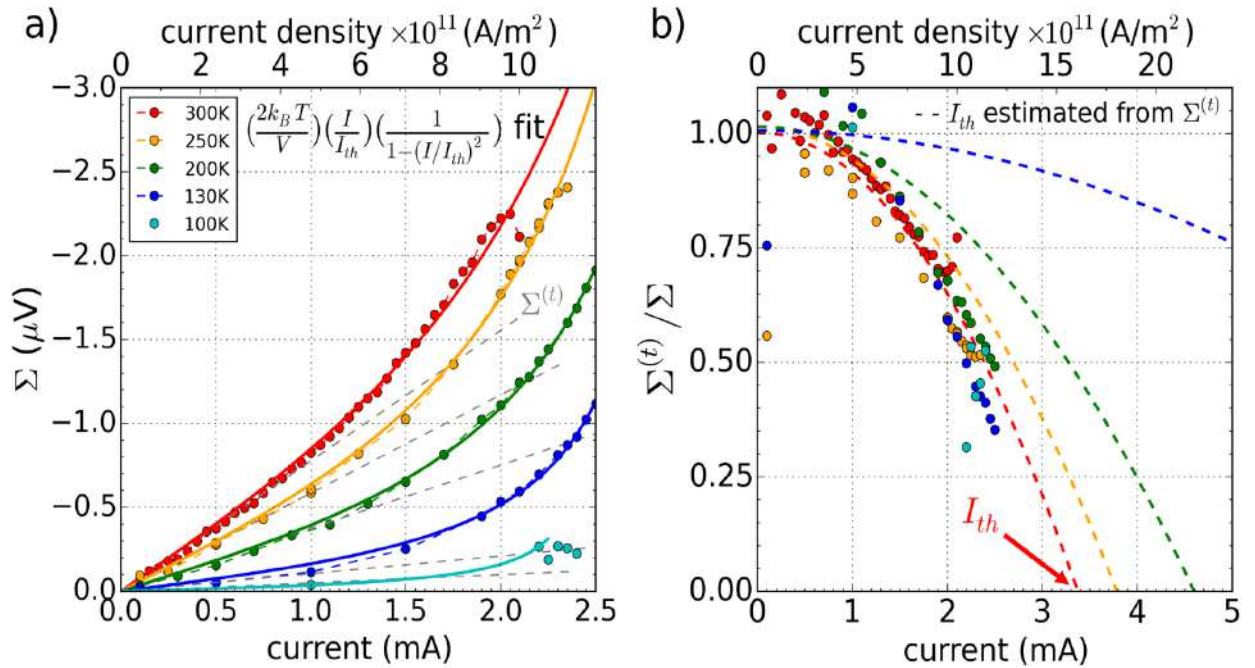 a)
current density ×10¹¹(A/m²)
0 2 4 6 8 10
−3.0
−2.5
−2.0
−1.5
−1.0
−0.5
0.0
Σ (μV)
300K
250K
200K
130K
100K
(2k_B T / V)(I / I_th)(1 / 1−(I/I_th)²) fit
Σ⁽ᵗ⁾
0.0 0.5 1.0 1.5 2.0 2.5
current (mA)
b)
current density ×10¹¹(A/m²)
0 5 10 15 20
-- I_th estimated from Σ⁽ᵗ⁾
1.00
0.75
0.50
0.25
0.00
Σ⁽ᵗ⁾/Σ
I_th
0 1 2 3 4 5
current (mA)